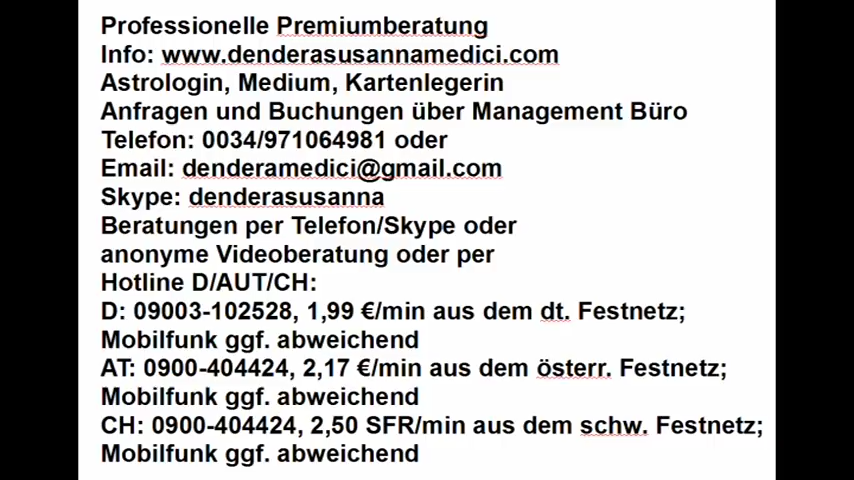 Professionelle Premiumberatung
Info: www.denderasusannamedici.com
Astrologin, Medium, Kartenlegerin
Anfragen und Buchungen über Management Büro
Telefon: 0034/971064981 oder
Email: denderamedici@gmail.com
Skype: denderasusanna
Beratungen per Telefon/Skype oder
anonyme Videoberatung oder per
Hotline D/AUT/CH:
D: 09003-102528, 1,99 €/min aus dem dt. Festnetz;
Mobilfunk ggf. abweichend
AT: 0900-404424, 2,17 €/min aus dem österr. Festnetz;
Mobilfunk ggf. abweichend
CH: 0900-404424, 2,50 SFR/min aus dem schw. Festnetz;
Mobilfunk ggf. abweichend